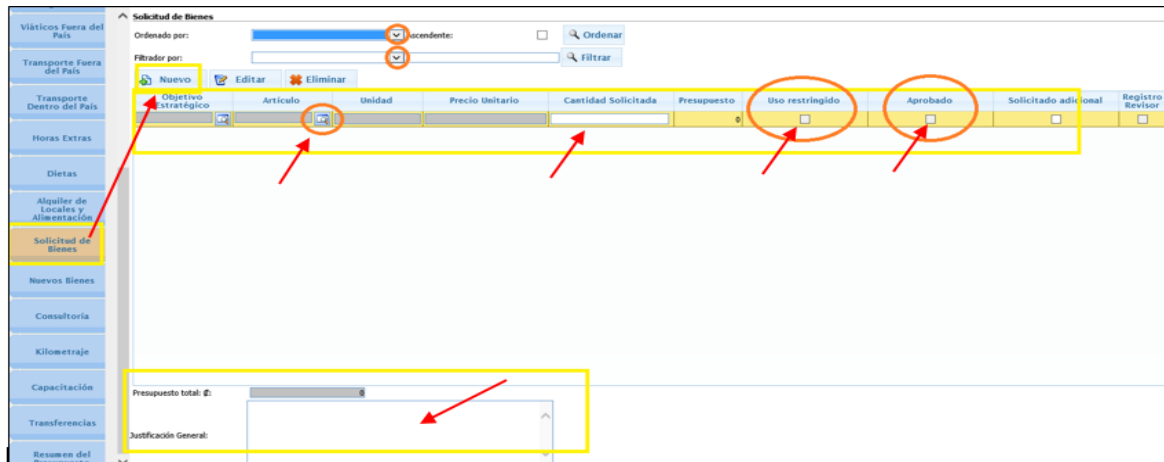 Solicitud de Bienes
Ordenado por:
Ascendente:
Ordenar
Filtrador por:
Filtrar
Nuevo
Editar
Eliminar
Objetivo
Estratégico
Artículo
Unidad
Precio Unitario
Cantidad Solicitada
Presupuesto
Uso restringido
Aprobado
Solicitado adicional
Registro
Revisor
0
Viáticos Fuera del
País
Transporte Fuera
del País
Transporte
Dentro del País
Horas Extras
Dietas
Alquiler de
Locales y
Alimentación
Solicitud de
Bienes
Nuevos Bienes
Consultoría
Kilometraje
Capacitación
Transferencias
Resumen del
Presupuesto total: ₡:
0
Justificación General: